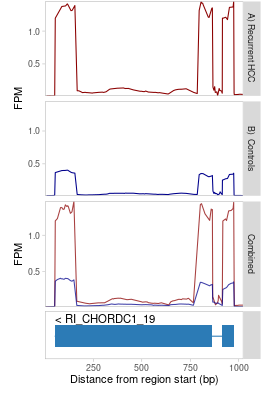 A) Recurrent HCC
1.0
0.5
FPM
B) Controls
1.0
0.5
Combined
1.0
0.5
FPM
< RI_CHORDC1_19
250
500
750
1000
Distance from region start (bp)